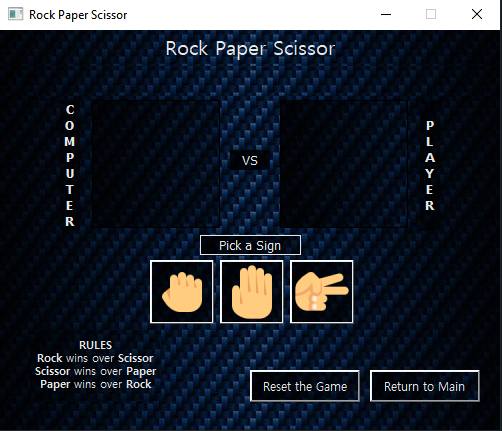 Rock Paper Scissor
Rock Paper Scissor
COMPUTER
VS
PLAYER
Pick a Sign
RULES
Rock wins over Scissor
Scissor wins over Paper
Paper wins over Rock
Reset the Game
Return to Main